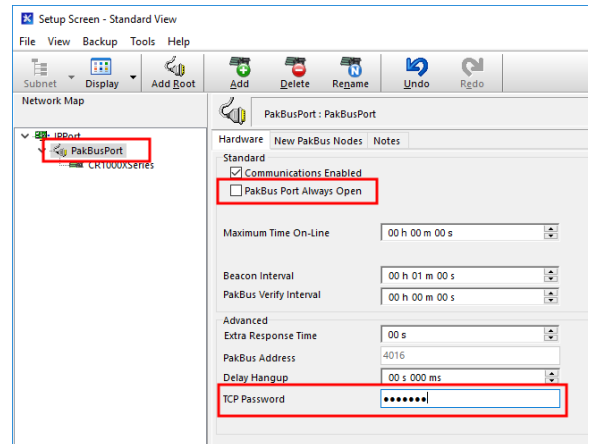 Setup Screen - Standard View
File View Backup Tools Help
Subnet Display Add Root Add Delete Rename Undo Redo
Network Map
PakBusPort : PakBusPort
Hardware New PakBus Nodes Notes
IPPort
PakBusPort
CR1000XSeries
Standard
Communications Enabled
PakBus Port Always Open
Maximum Time On-Line 00 h 00 m 00 s
Beacon Interval 00 h 01 m 00 s
PakBus Verify Interval 00 h 00 m 00 s
Advanced
Extra Response Time 00 s
PakBus Address 4016
Delay Hangup 00 s 000 ms
TCP Password •••••••